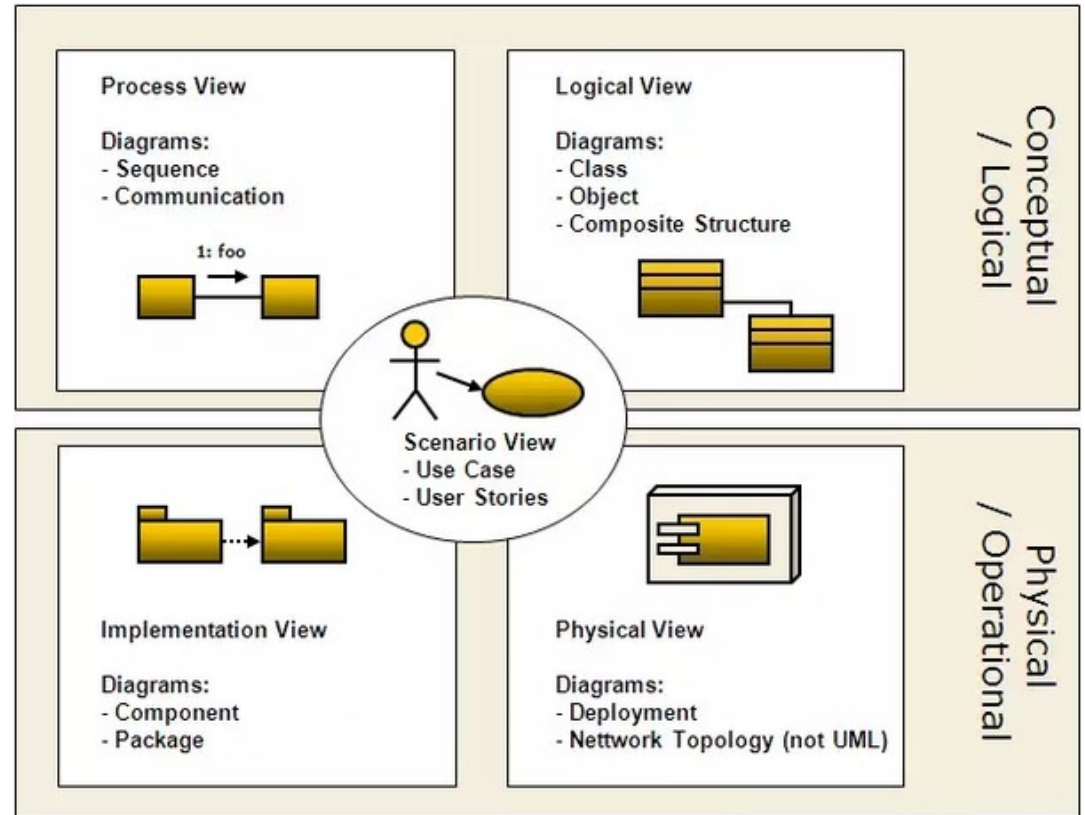 Process View
Diagrams:
- Sequence
- Communication
1: foo
Logical View
Diagrams:
- Class
- Object
- Composite Structure
Conceptual
/ Logical
Scenario View
- Use Case
- User Stories
Implementation View
Diagrams:
- Component
- Package
Physical View
Diagrams:
- Deployment
- Nettwork Topology (not UML)
Physical
/ Operational